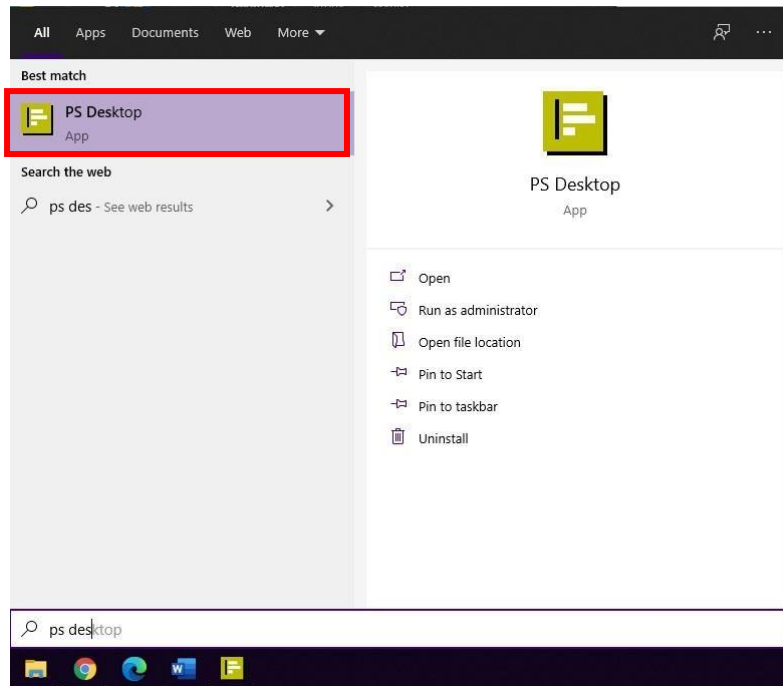 All Apps Documents Web More
Best match
PS Desktop
App
Search the web
ps des - See web results
PS Desktop
App
Open
Run as administrator
Open file location
Pin to Start
Pin to taskbar
Uninstall
ps desktop